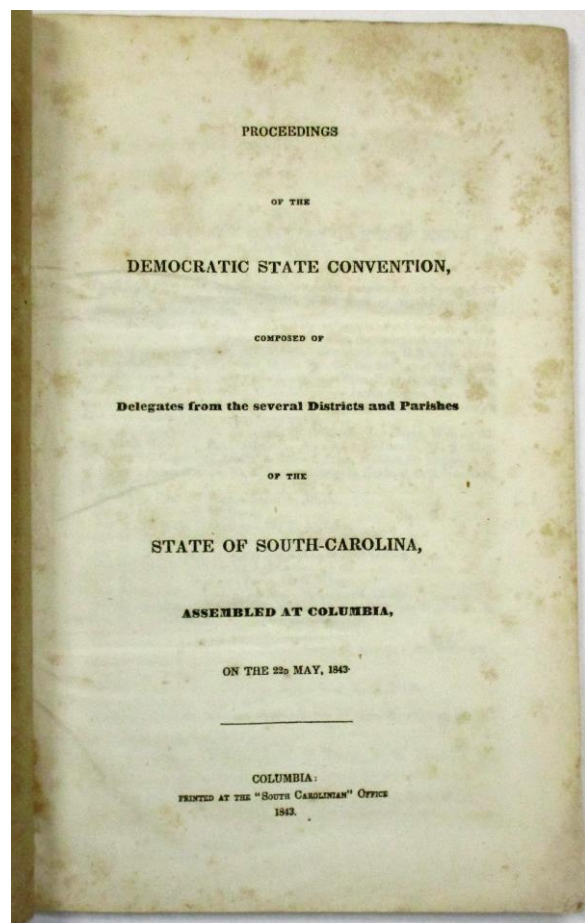 PROCEEDINGS
OF THE
DEMOCRATIC STATE CONVENTION,
COMPOSED OF
Delegates from the several Districts and Parishes
OF THE
STATE OF SOUTH-CAROLINA,
ASSEMBLED AT COLUMBIA,
ON THE 22D MAY, 1843.
COLUMBIA:
PRINTED AT THE "SOUTH CAROLINIAN" OFFICE
1843.